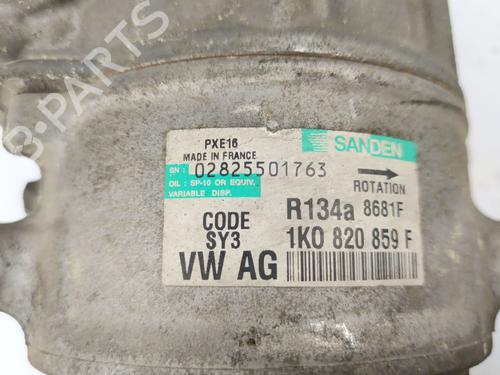 PXE16
MADE IN FRANCE
SANDEN
SN : 02825501763
OIL : SP-10 OR EQUIV.
VARIABLE DISP.
ROTATION
CODE
SY3
R134a 8681F
1K0 820 859 F
VW AG
B-PARTS